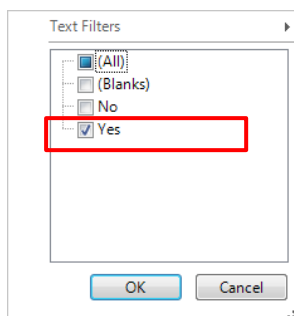 Text Filters
(All)
(Blanks)
No
Yes
OK Cancel